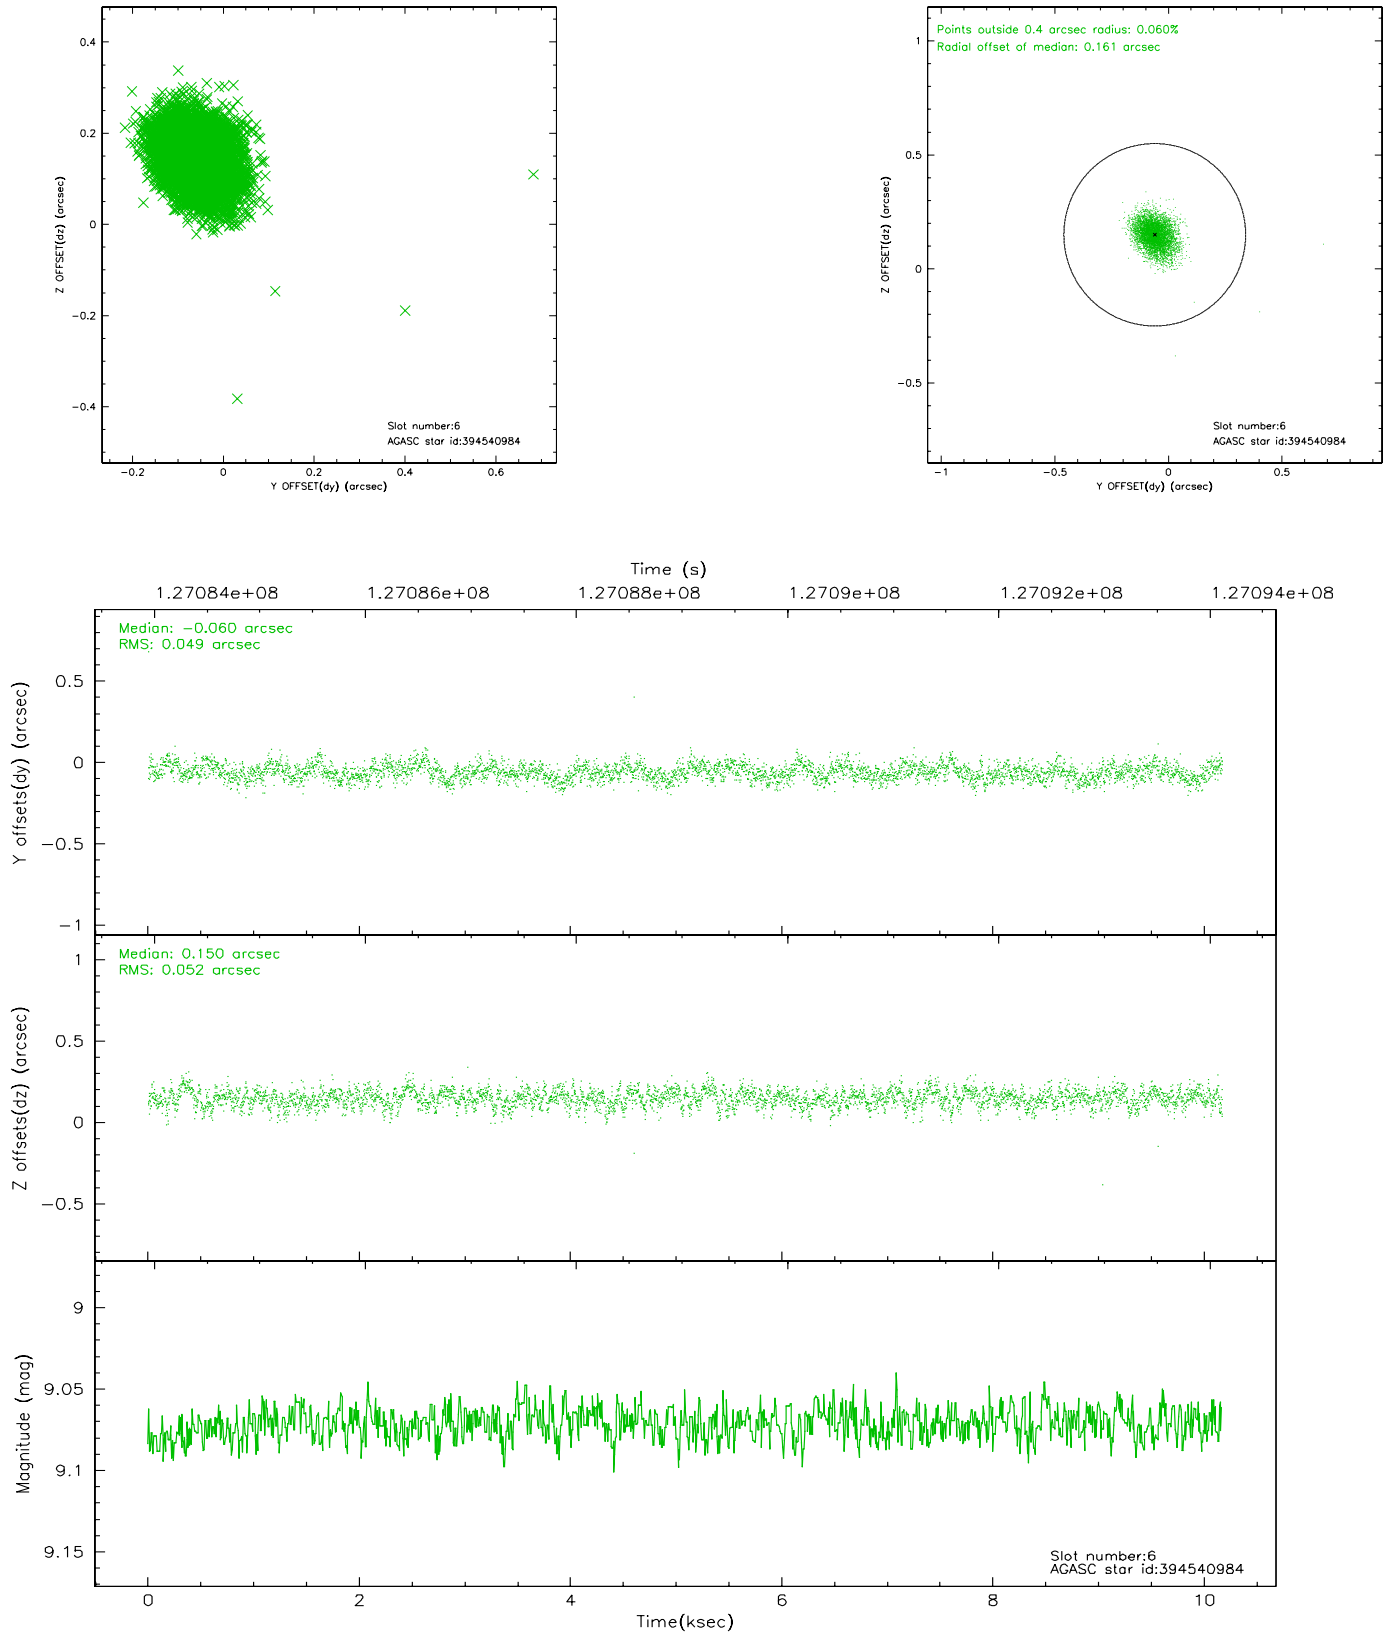 0.4
0.2
0
−0.2
−0.4
Z OFFSET(dz) (arcsec)
Slot number:6
AGASC star id:394540984
−0.2
0
0.2
0.4
0.6
Y OFFSET(dy) (arcsec)
Points outside 0.4 arcsec radius: 0.060%
Radial offset of median: 0.161 arcsec
1
0.5
0
−0.5
Z OFFSET(dz) (arcsec)
Slot number:6
AGASC star id:394540984
−1
−0.5
0
0.5
Y OFFSET(dy) (arcsec)
Time (s)
1.27084e+08
1.27086e+08
1.27088e+08
1.2709e+08
1.27092e+08
1.27094e+08
Median: −0.060 arcsec
RMS: 0.049 arcsec
0.5
0
−0.5
−1
Y offsets(dy) (arcsec)
Median: 0.150 arcsec
RMS: 0.052 arcsec
1
0.5
0
−0.5
Z offsets(dz) (arcsec)
9
9.05
9.1
9.15
Magnitude (mag)
Slot number:6
AGASC star id:394540984
0
2
4
6
8
10
Time(ksec)